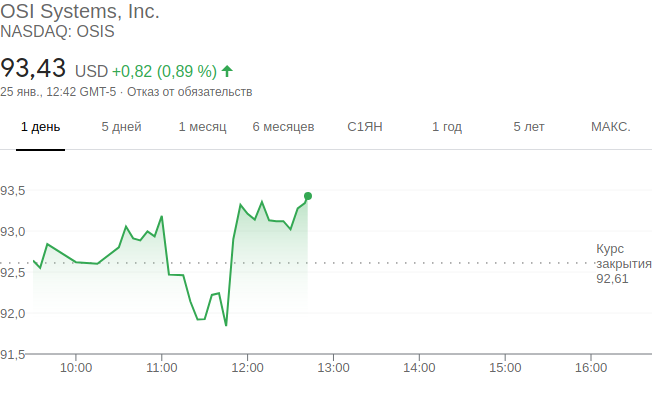 OSI Systems, Inc.
NASDAQ: OSIS
93,43 USD +0,82 (0,89 %)
25 янв., 12:42 GMT-5 · Отказ от обязательств
1 день 5 дней 1 месяц 6 месяцев С1ЯН 1 год 5 лет МАКС.
93,5
93,0
92,5
92,0
91,5
Курс
закрытия
92,61
10:00 11:00 12:00 13:00 14:00 15:00 16:00